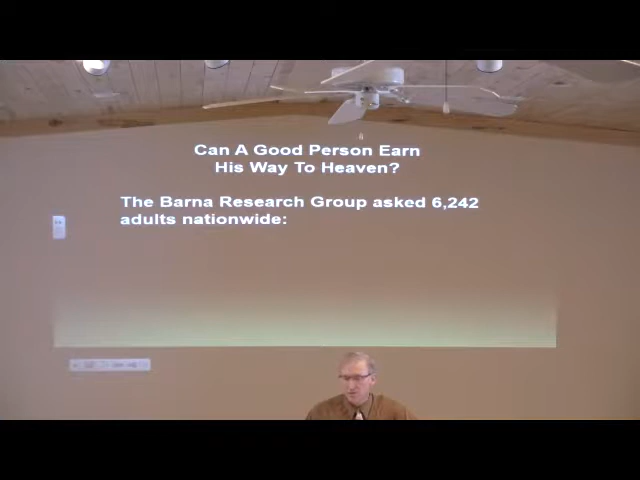 Can A Good Person Earn
His Way To Heaven?
The Barna Research Group asked 6,242
adults nationwide: